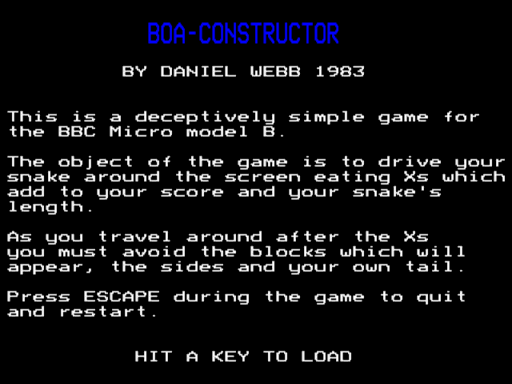 BOA-CONSTRUCTOR
BY DANIEL WEBB 1983
This is a deceptively simple game for
the BBC Micro model B.
The object of the game is to drive your
snake around the screen eating Xs which
add to your score and your snake's
length.
As you travel around after the Xs
you must avoid the blocks which will
appear, the sides and your own tail.
Press ESCAPE during the game to quit
and restart.
HIT A KEY TO LOAD